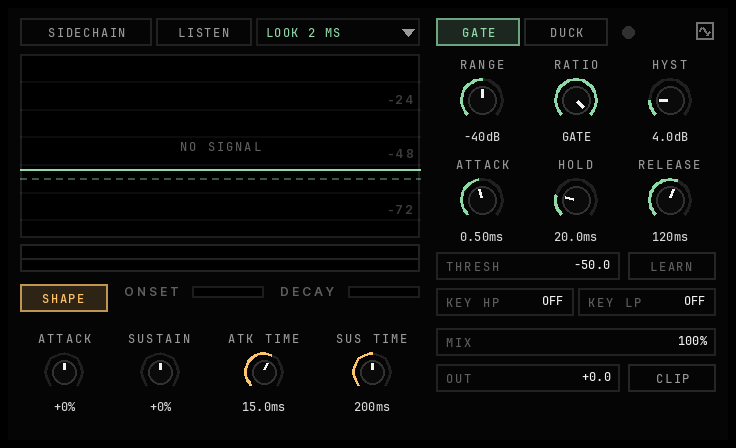 SIDECHAIN LISTEN LOOK 2 MS GATE DUCK
-24
NO SIGNAL
-48
-72
RANGE RATIO HYST
-40dB GATE 4.0dB
ATTACK HOLD RELEASE
0.50ms 20.0ms 120ms
THRESH -50.0 LEARN
KEY HP OFF KEY LP OFF
MIX 100%
OUT +0.0 CLIP
SHAPE ONSET DECAY
ATTACK SUSTAIN ATK TIME SUS TIME
+0% +0% 15.0ms 200ms